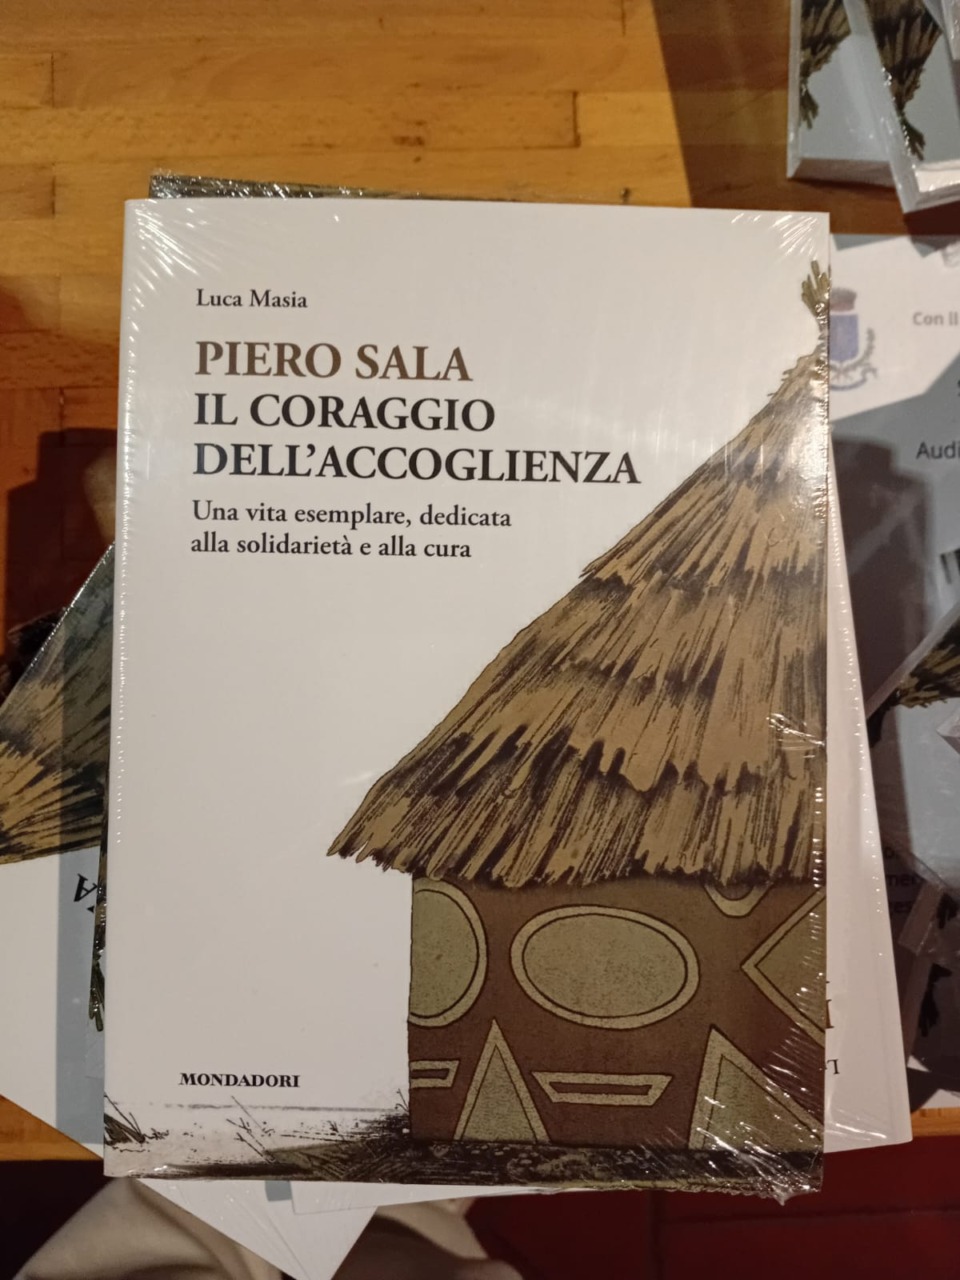 Luca Masia
PIERO SALA
IL CORAGGIO
DELL'ACCOGLIENZA
Una vita esemplare, dedicata
alla solidarietà e alla cura
MONDADORI
Con Il